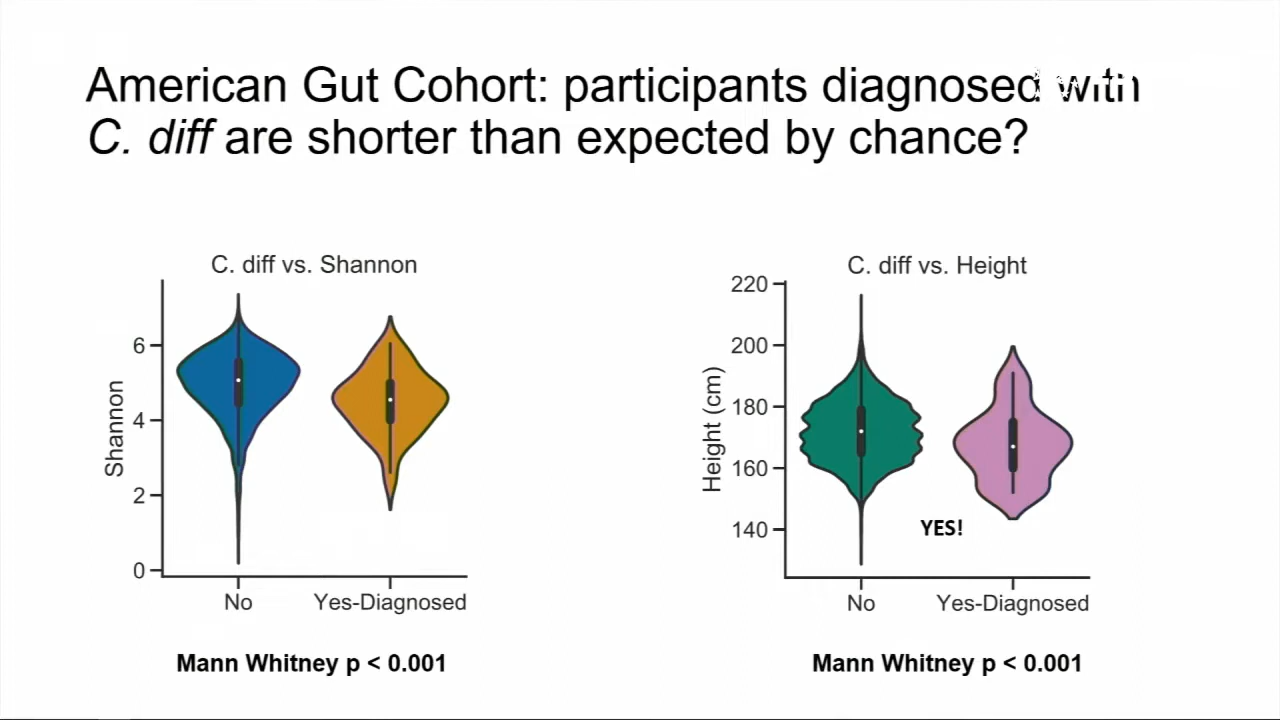 American Gut Cohort: participants diagnosed with
C. diff are shorter than expected by chance?
C. diff vs. Shannon
6
4
2
0
Shannon
No
Yes-Diagnosed
Mann Whitney p < 0.001
C. diff vs. Height
220
200
180
160
140
Height (cm)
YES!
No
Yes-Diagnosed
Mann Whitney p < 0.001